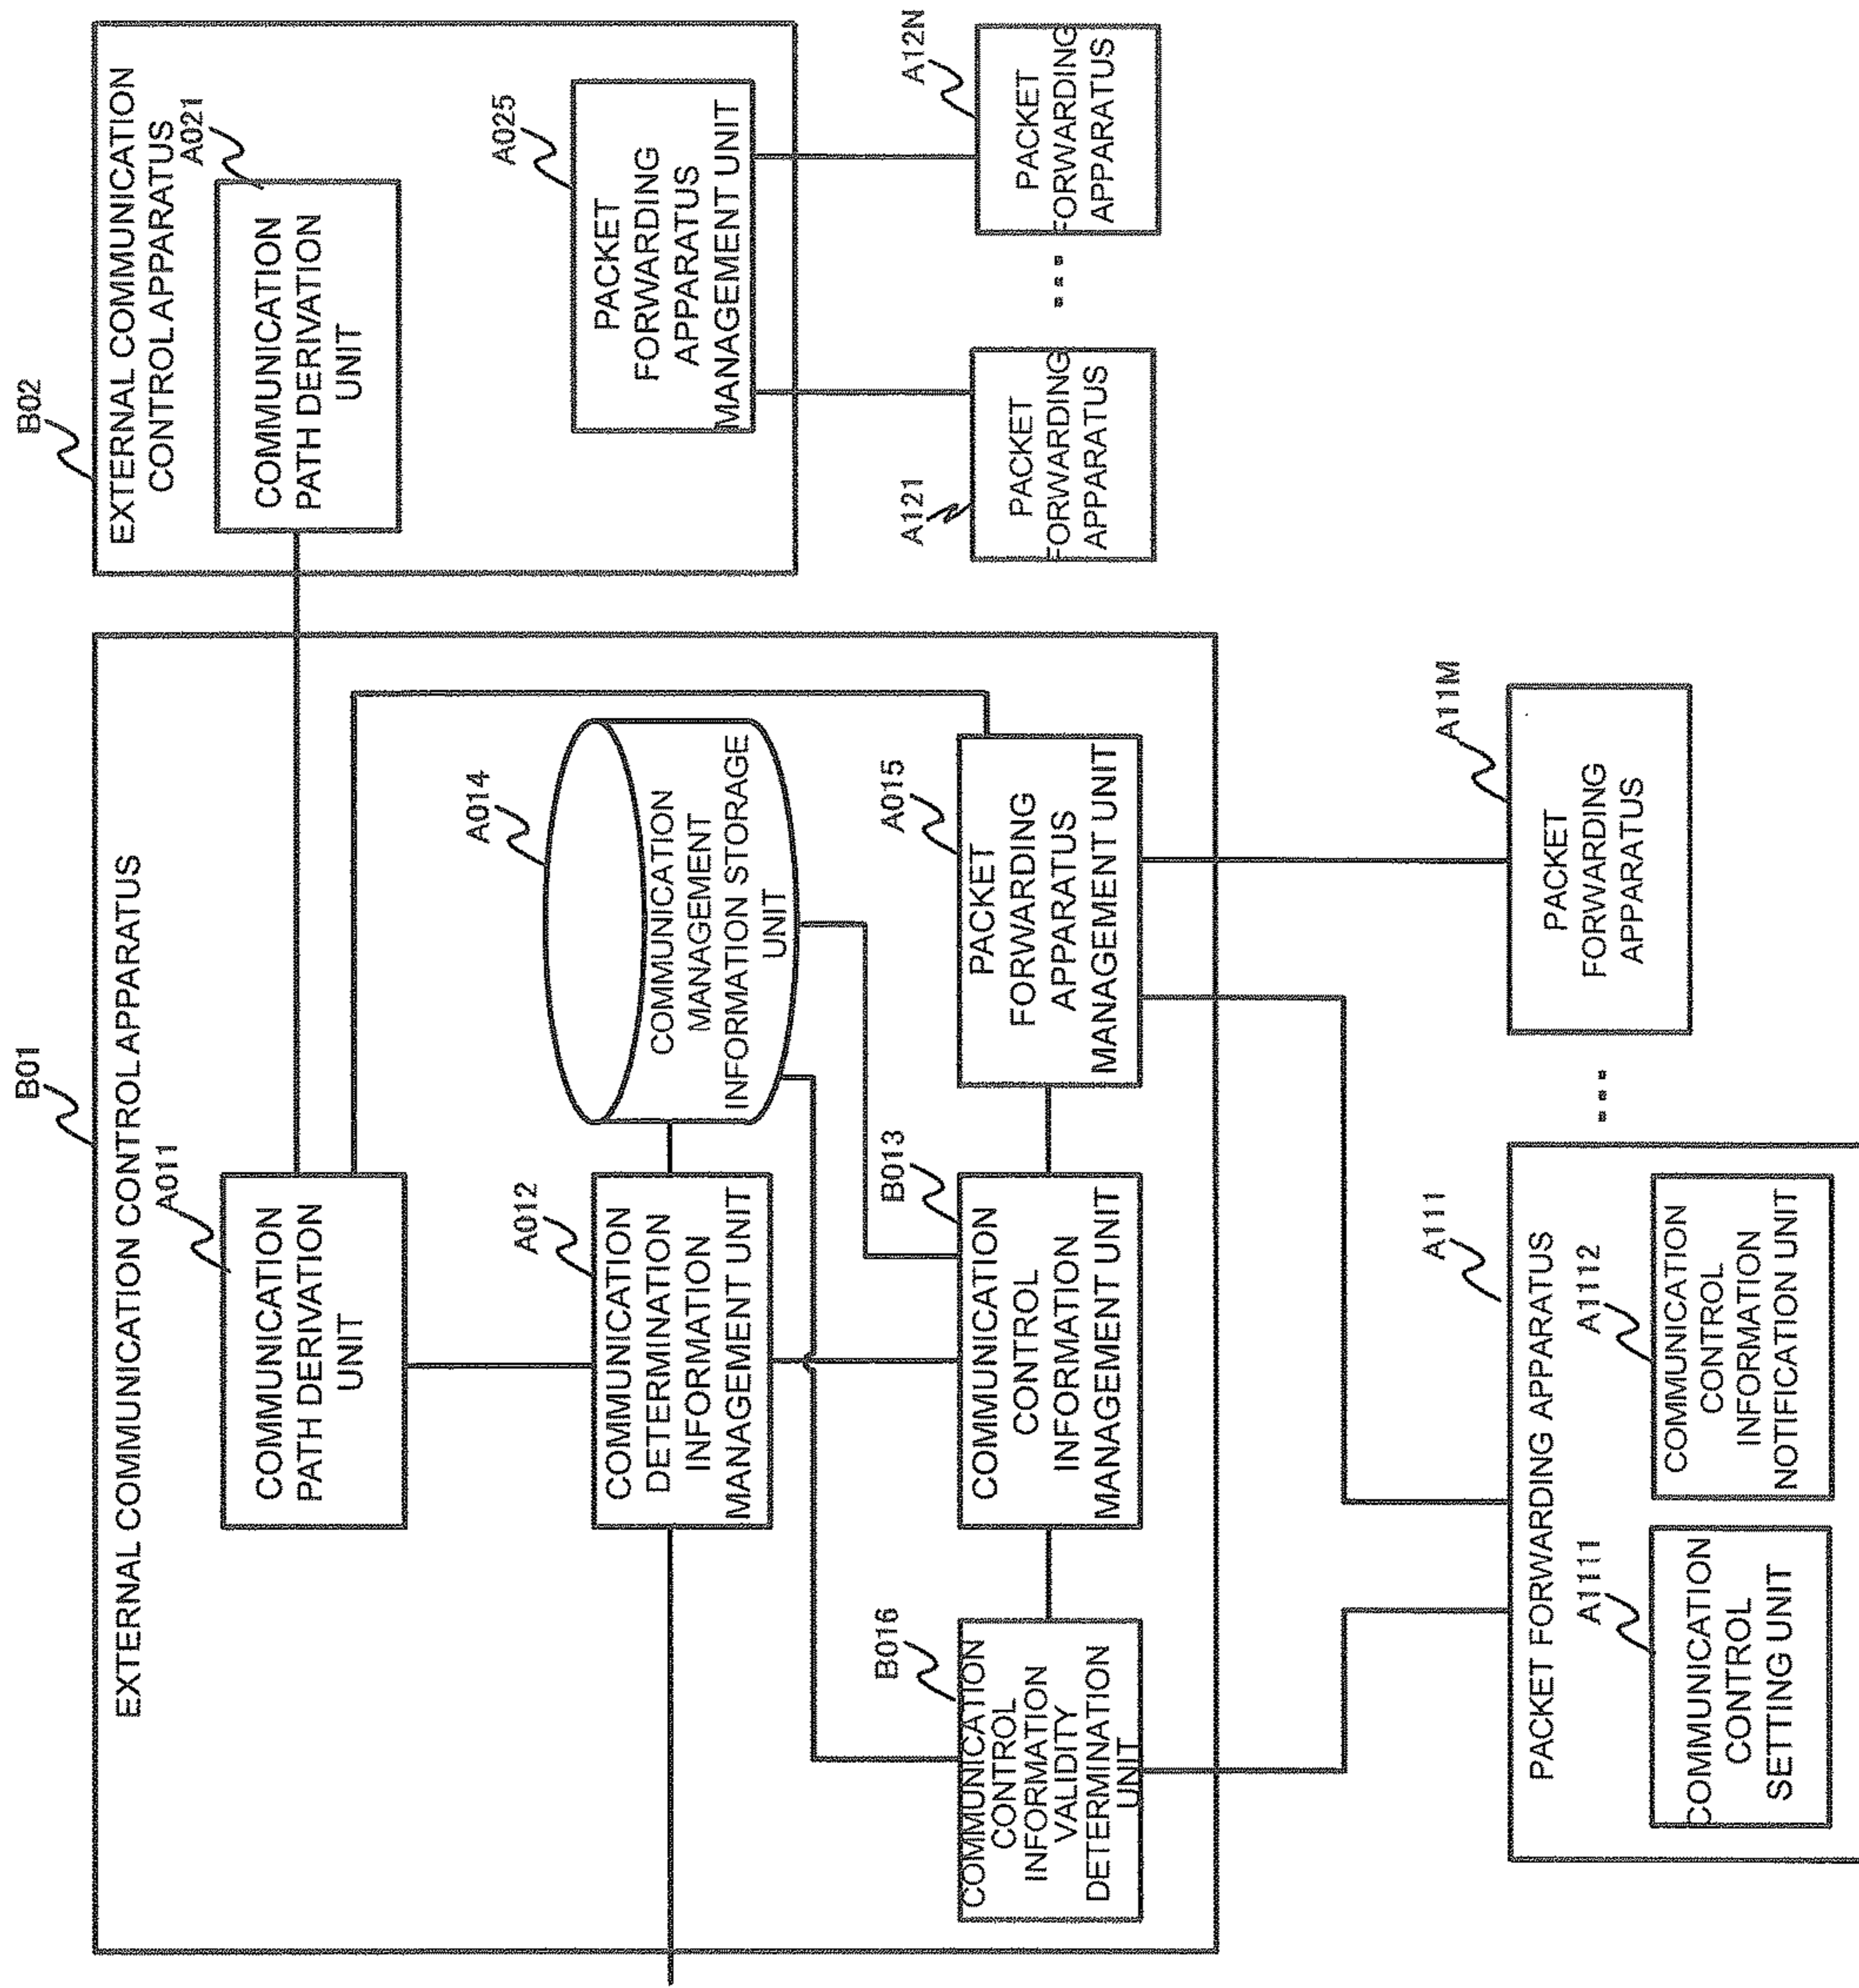 B01
EXTERNAL COMMUNICATION CONTROL APPARATUS
A011
COMMUNICATION
PATH DERIVATION
UNIT
A012
COMMUNICATION
DETERMINATION
INFORMATION
MANAGEMENT UNIT
A014
COMMUNICATION
MANAGEMENT
INFORMATION STORAGE
UNIT
B016
COMMUNICATION
CONTROL
INFORMATION
VALIDITY
DETERMINATION
UNIT
B013
COMMUNICATION
CONTROL
INFORMATION
MANAGEMENT UNIT
A015
PACKET
FORWARDING
APPARATUS
MANAGEMENT UNIT
B02
EXTERNAL COMMUNICATION
CONTROL APPARATUS
A021
COMMUNICATION
PATH DERIVATION
UNIT
A025
PACKET
FORWARDING
APPARATUS
MANAGEMENT UNIT
A121
PACKET
FORWARDING
APPARATUS
...
A12N
PACKET
FORWARDING
APPARATUS
A111
PACKET FORWARDING APPARATUS
A1111
COMMUNICATION
CONTROL
SETTING UNIT
A1112
COMMUNICATION
CONTROL
INFORMATION
NOTIFICATION UNIT
...
A11M
PACKET
FORWARDING
APPARATUS